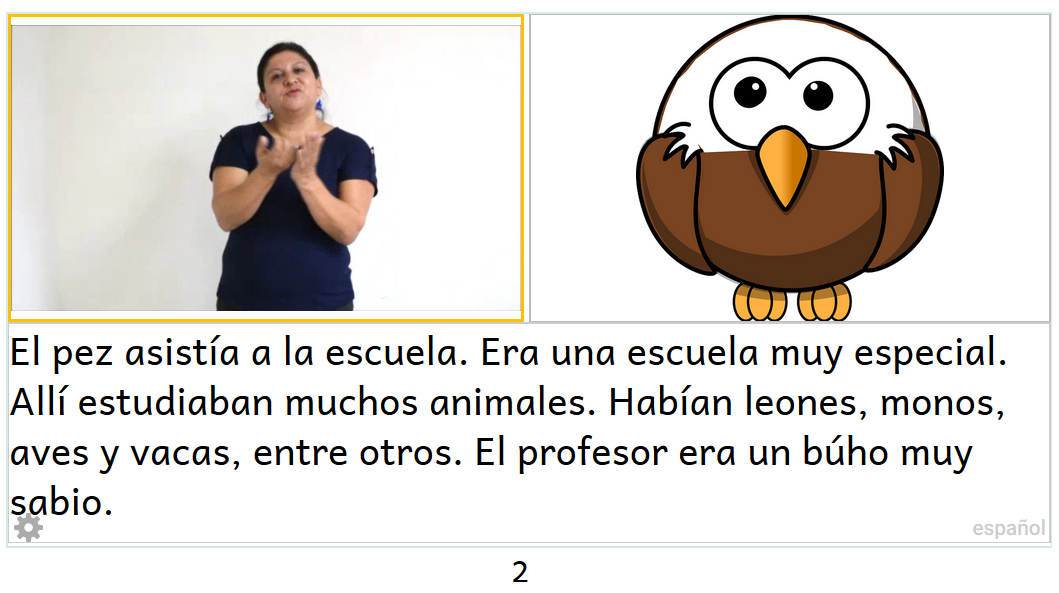 El pez asistía a la escuela. Era una escuela muy especial.
Allí estudiaban muchos animales. Habían leones, monos,
aves y vacas, entre otros. El profesor era un búho muy
sabio.
español
2